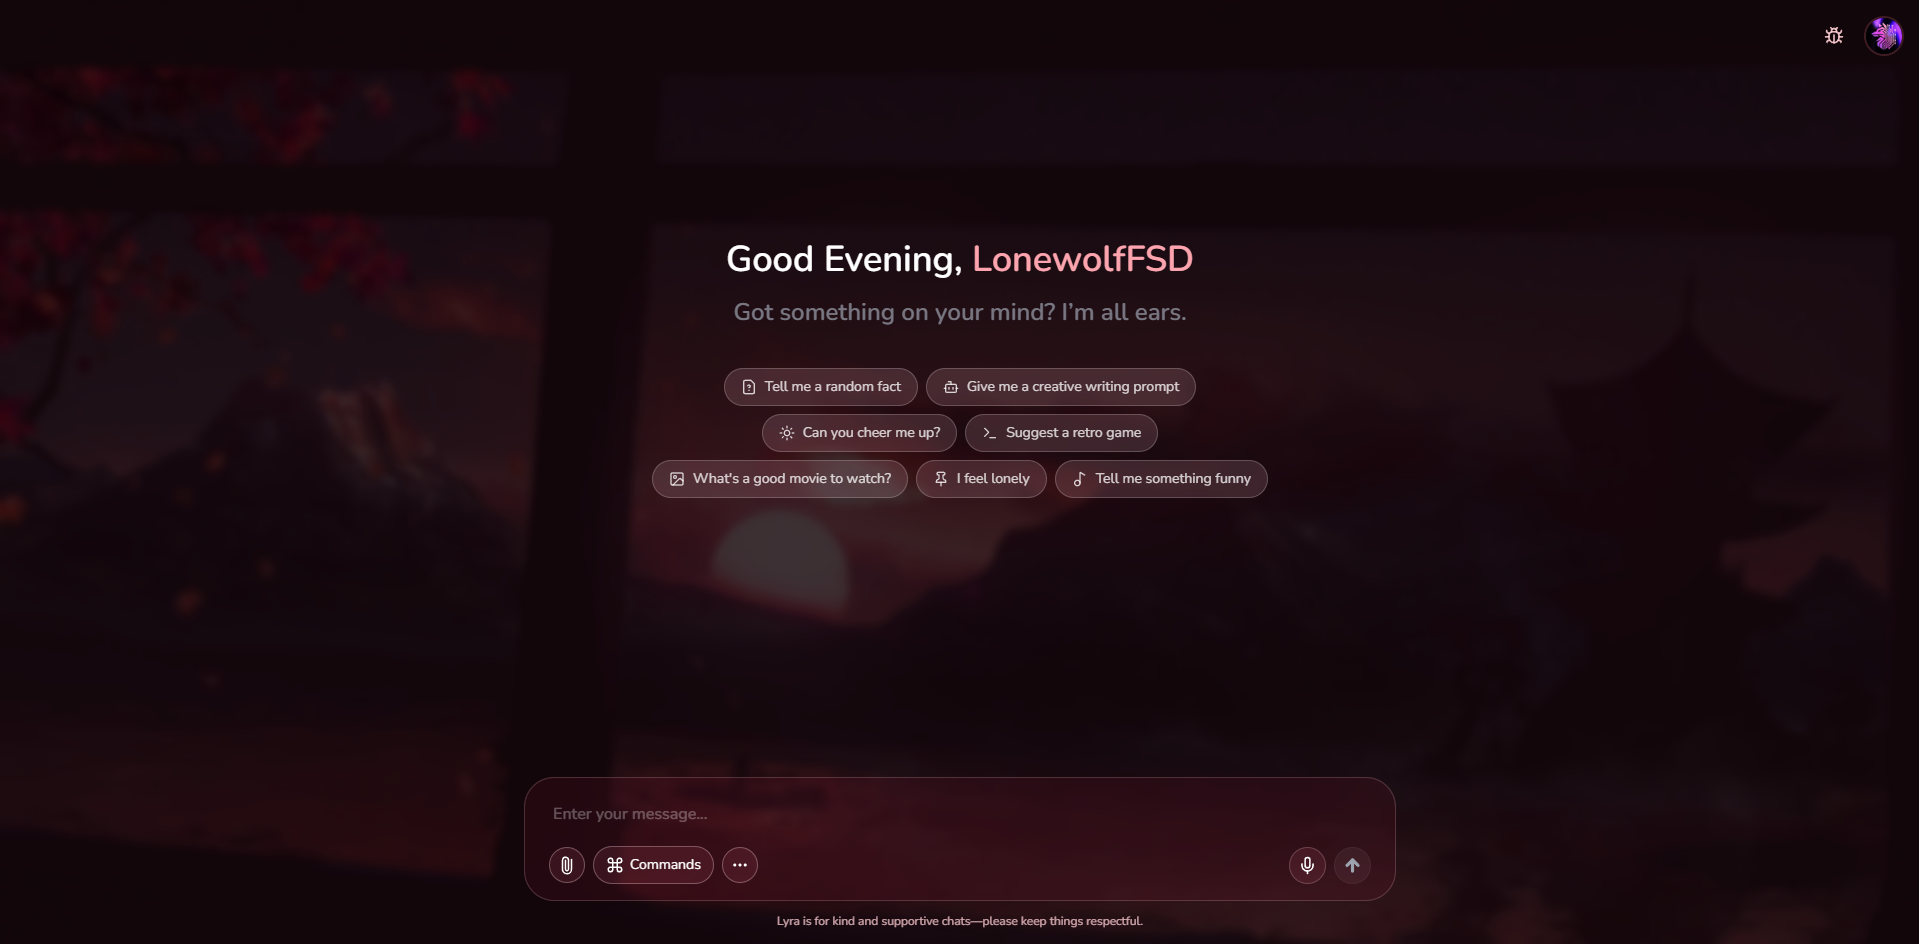 Good Evening, LonewolfFSD
Got something on your mind? I’m all ears.
Tell me a random fact
Give me a creative writing prompt
Can you cheer me up?
Suggest a retro game
What's a good movie to watch?
I feel lonely
Tell me something funny
Enter your message...
Commands
Lyra is for kind and supportive chats—please keep things respectful.